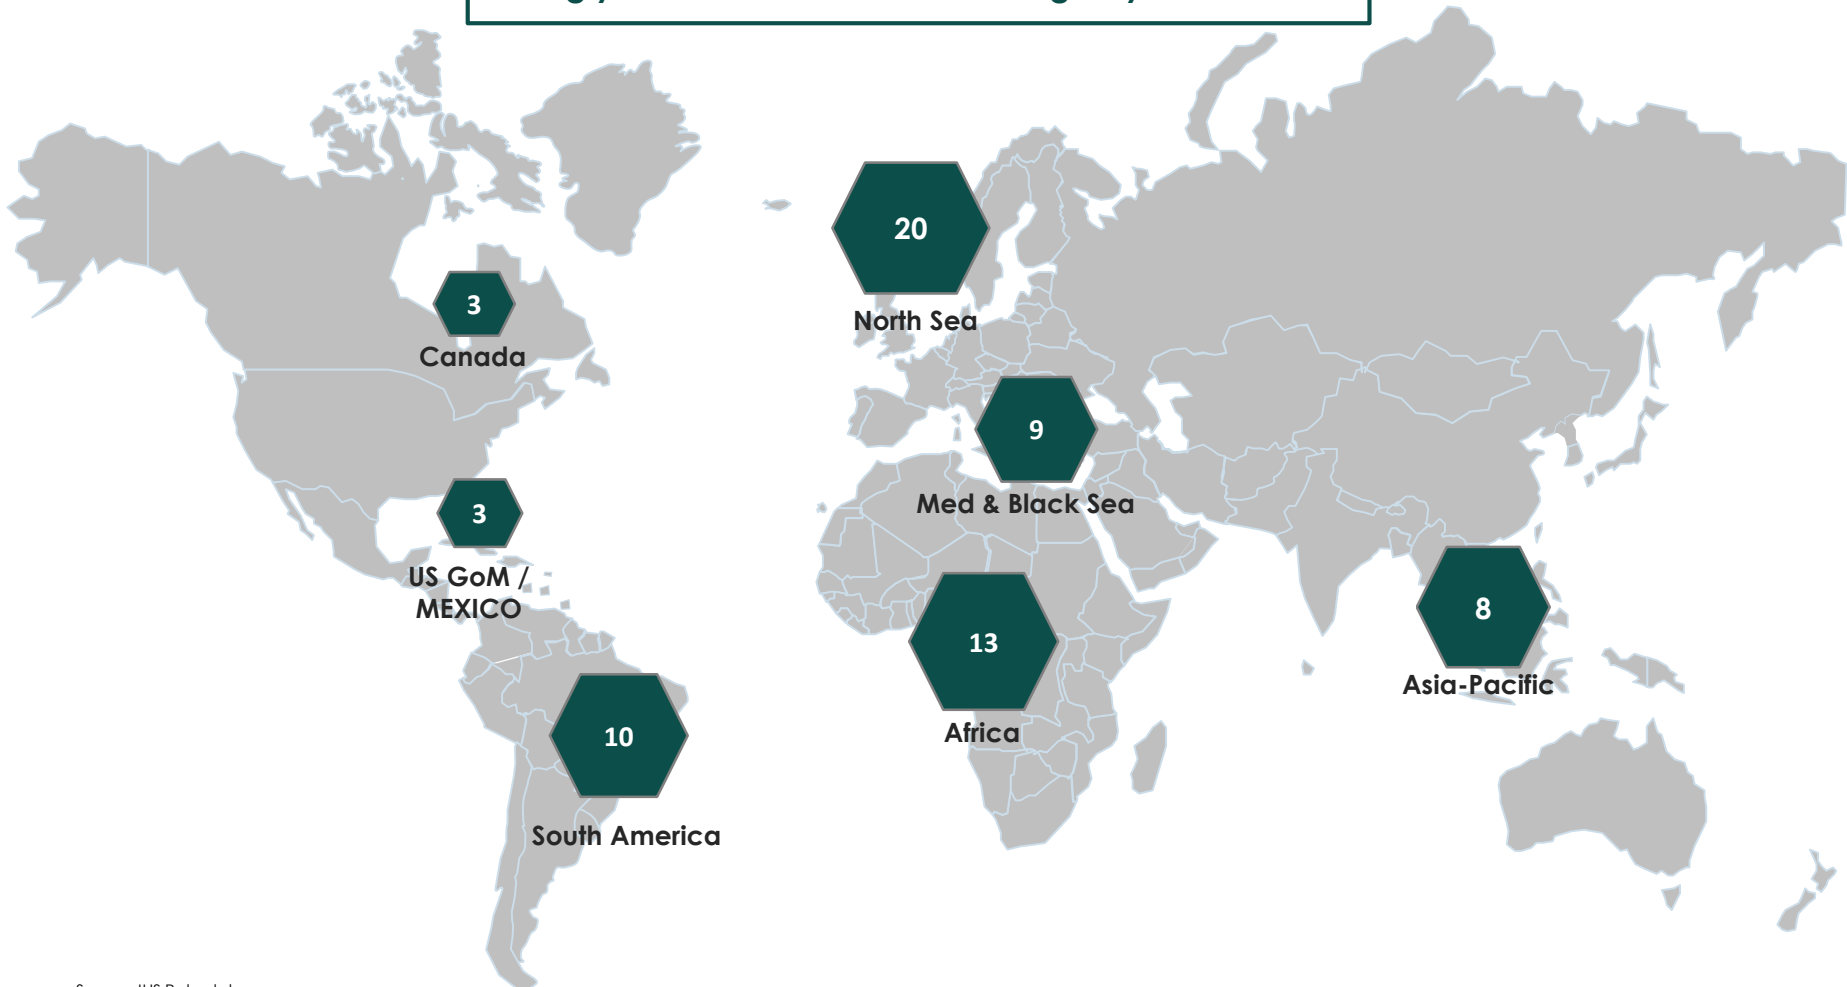 20
North Sea
3
Canada
9
Med & Black Sea
3
US GoM /
MEXICO
8
Asia-Pacific
13
Africa
10
South America